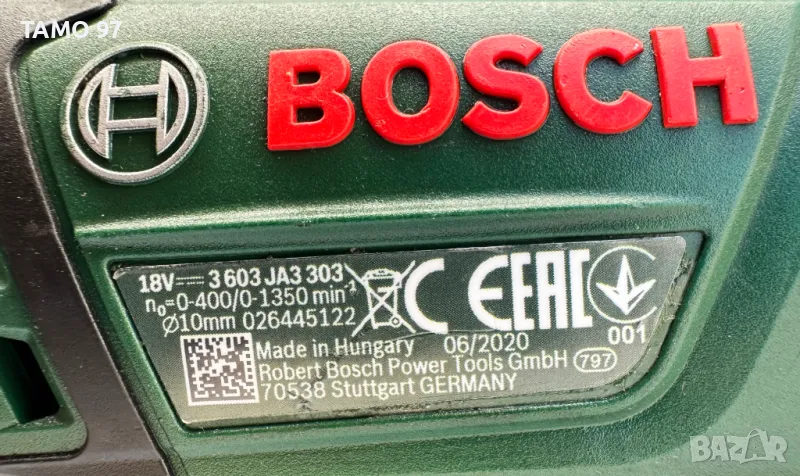 TAMO 97
BOSCH
18V 3 603 JA3 303
n₀=0-400/0-1350 min⁻¹
Ø10mm 026445122
CE EAC
001
Made in Hungary 06/2020
Robert Bosch Power Tools GmbH 797
70538 Stuttgart GERMANY
BAZAR